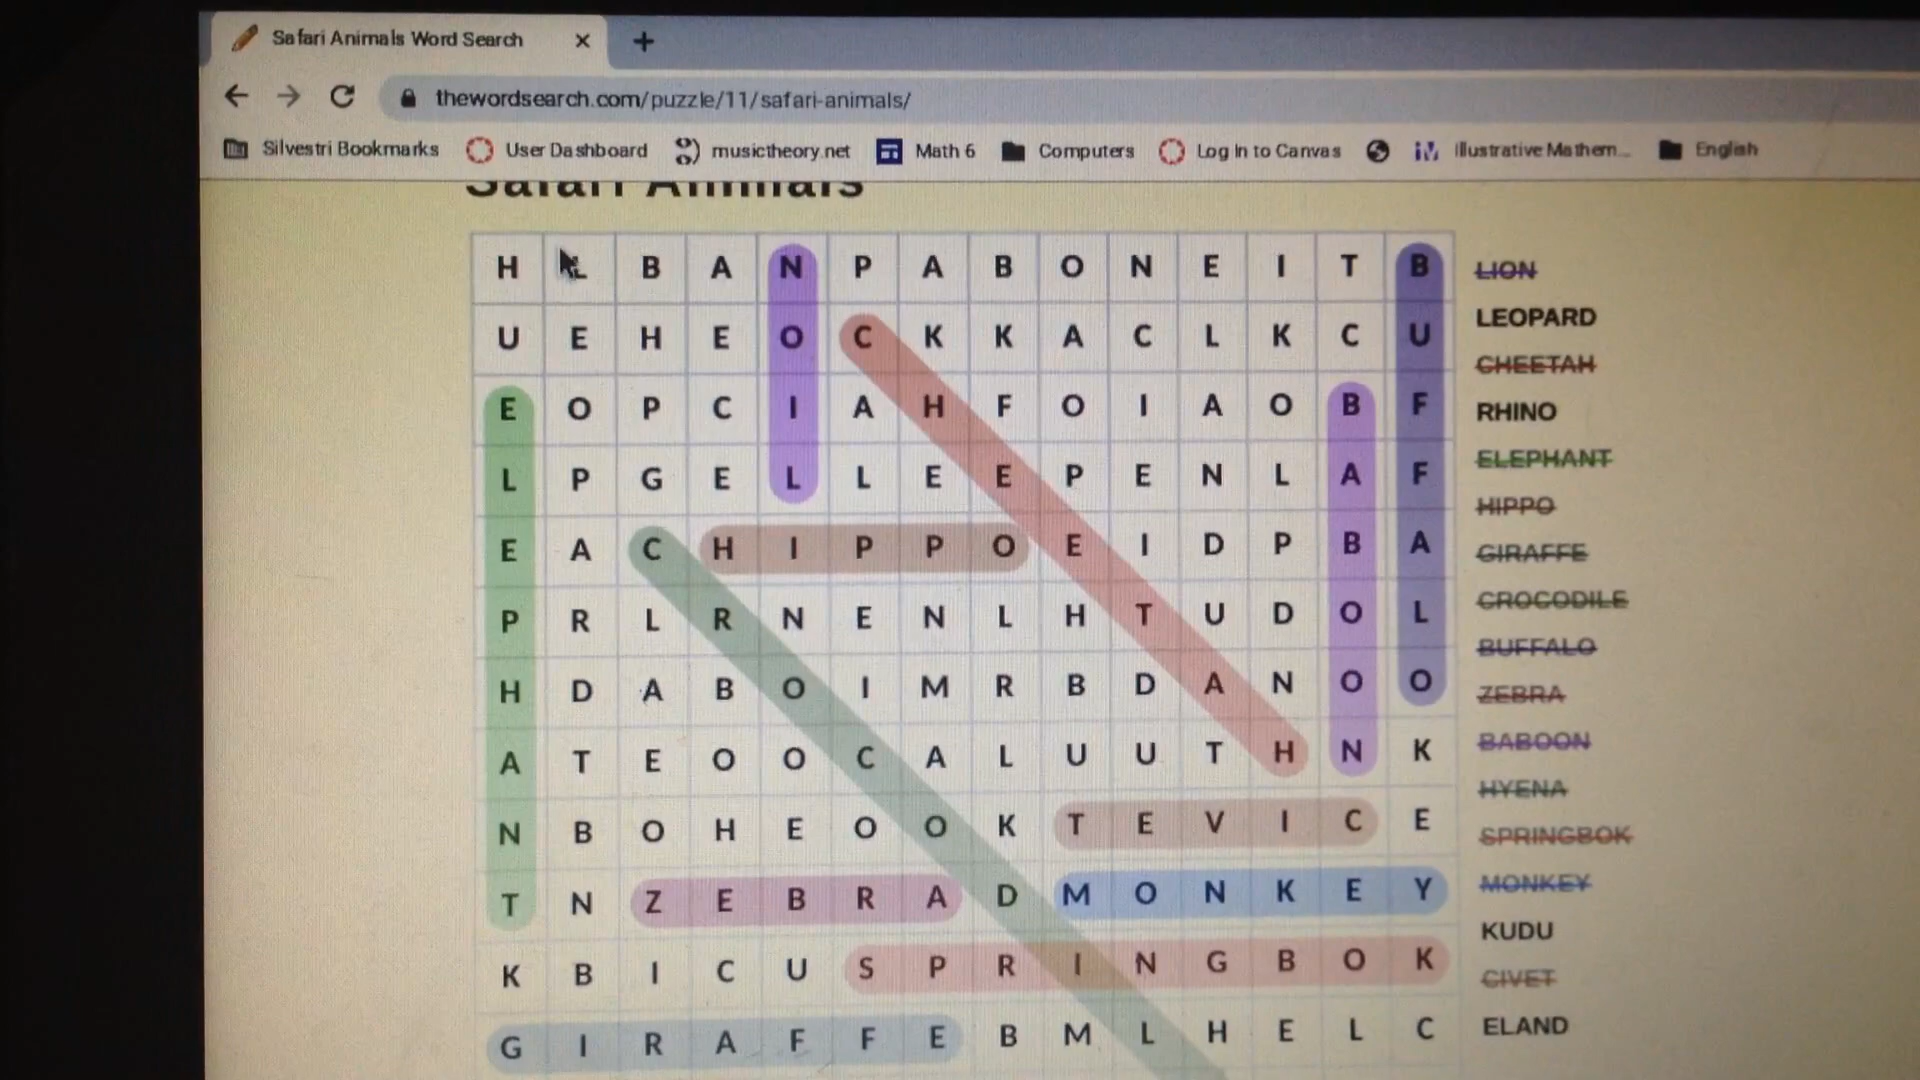 Safari Animals Word Search
thewordsearch.com/puzzle/11/safari-animals/
Silvestri Bookmarks User Dashboard musictheory.net Math 6 Computers Log In to Canvas Illustrative Mathem... English
Safari Animals
H L B A N P A B O N E I T B
U E H E O C K K A C L K C U
E O P C I A H F O I A O B F
L P G E L L E E P E N L A F
E A C H I P P O E I D P B A
P R L R N E N L H T U D O L
H D A B O I M R B D A N O O
A T E O O C A L U U T H N K
N B O H E O O K T E V I C E
T N Z E B R A D M O N K E Y
K B I C U S P R I N G B O K
G I R A F F E B M L H E L C
LION
LEOPARD
CHEETAH
RHINO
ELEPHANT
HIPPO
GIRAFFE
CROCODILE
BUFFALO
ZEBRA
BABOON
HYENA
SPRINGBOK
MONKEY
KUDU
CIVET
ELAND